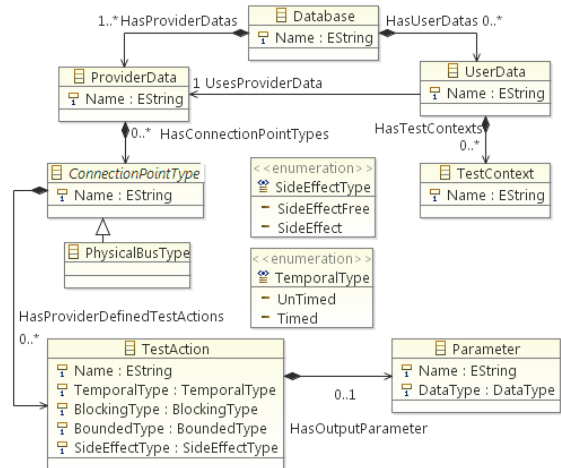 1..* HasProviderDatas
Database
Name : EString
HasUserDatas 0..*
ProviderData
Name : EString
1 UsesProviderData
UserData
Name : EString
0..* HasConnectionPointTypes
HasTestContexts
0..*
ConnectionPointType
Name : EString
<<enumeration>>
SideEffectType
SideEffectFree
SideEffect
TestContext
Name : EString
PhysicalBusType
<<enumeration>>
TemporalType
UnTimed
Timed
HasProviderDefinedTestActions
0..*
TestAction
Name : EString
TemporalType : TemporalType
BlockingType : BlockingType
BoundedType : BoundedType
SideEffectType : SideEffectType
0..1
HasOutputParameter
Parameter
Name : EString
DataType : DataType